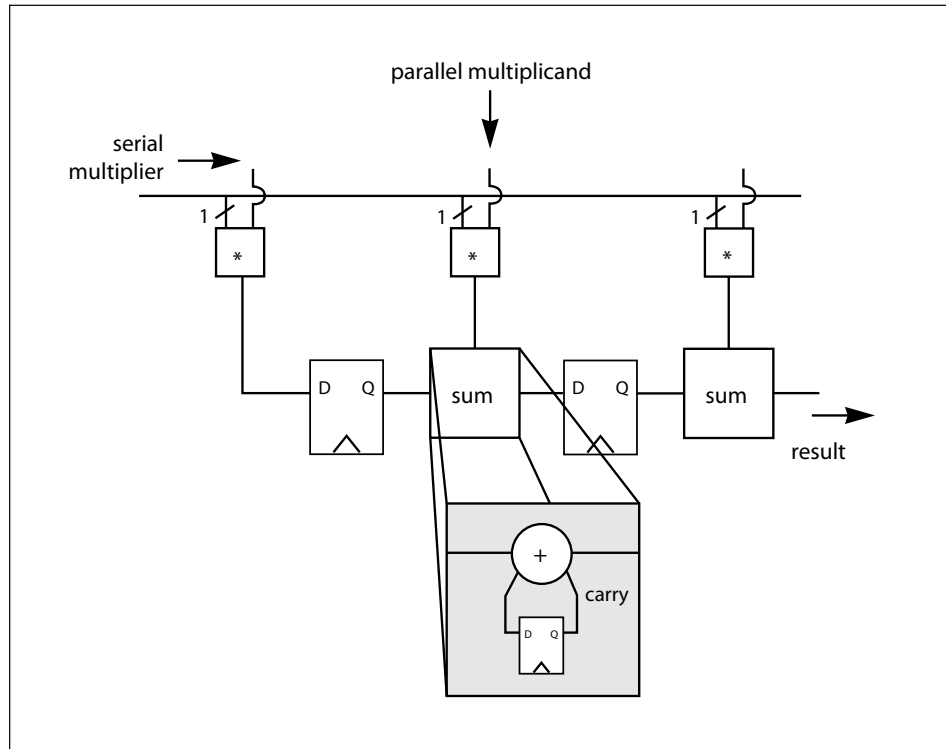 parallel multiplicand
serial
multiplier
1
1
1
*
*
*
D Q
sum
D Q
sum
result
+
carry
D Q